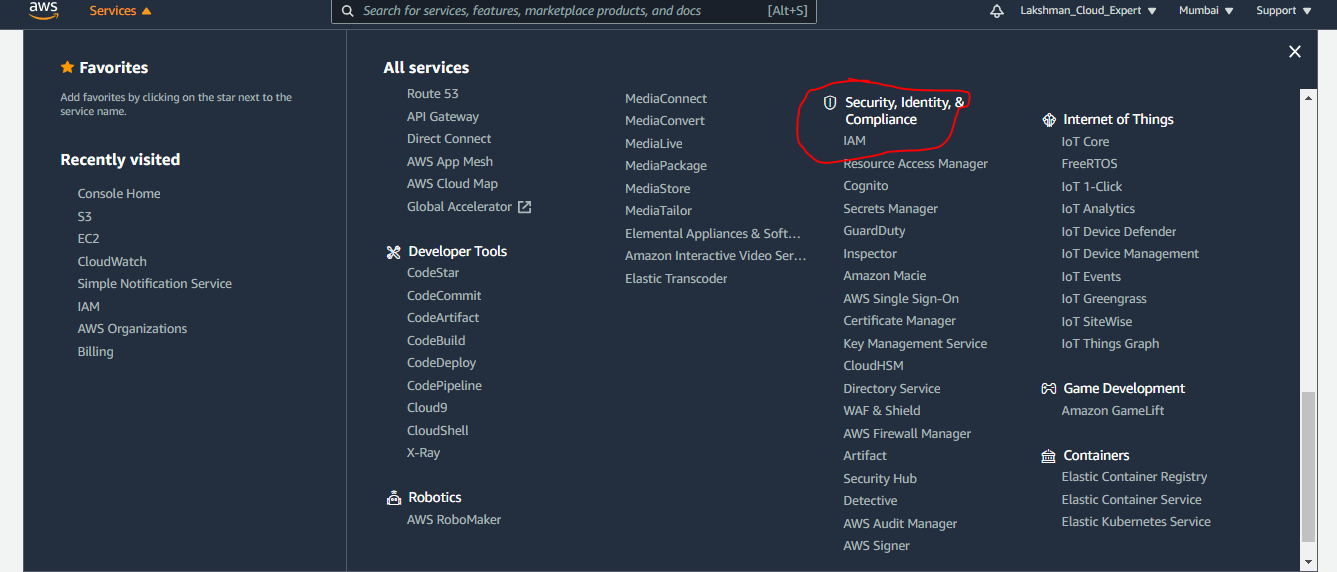 aws
Services
Search for services, features, marketplace products, and docs
[Alt+S]
Lakshman_Cloud_Expert
Mumbai
Support
Favorites
Add favorites by clicking on the star next to the
service name.
Recently visited
Console Home
S3
EC2
CloudWatch
Simple Notification Service
IAM
AWS Organizations
Billing
All services
Route 53
API Gateway
Direct Connect
AWS App Mesh
AWS Cloud Map
Global Accelerator
Developer Tools
CodeStar
CodeCommit
CodeArtifact
CodeBuild
CodeDeploy
CodePipeline
Cloud9
CloudShell
X-Ray
Robotics
AWS RoboMaker
MediaConnect
MediaConvert
MediaLive
MediaPackage
MediaStore
MediaTailor
Elemental Appliances & Soft...
Amazon Interactive Video Ser...
Elastic Transcoder
Security, Identity, &
Compliance
IAM
Resource Access Manager
Cognito
Secrets Manager
GuardDuty
Inspector
Amazon Macie
AWS Single Sign-On
Certificate Manager
Key Management Service
CloudHSM
Directory Service
WAF & Shield
AWS Firewall Manager
Artifact
Security Hub
Detective
AWS Audit Manager
AWS Signer
Internet of Things
IoT Core
FreeRTOS
IoT 1-Click
IoT Analytics
IoT Device Defender
IoT Device Management
IoT Events
IoT Greengrass
IoT SiteWise
IoT Things Graph
Game Development
Amazon GameLift
Containers
Elastic Container Registry
Elastic Container Service
Elastic Kubernetes Service